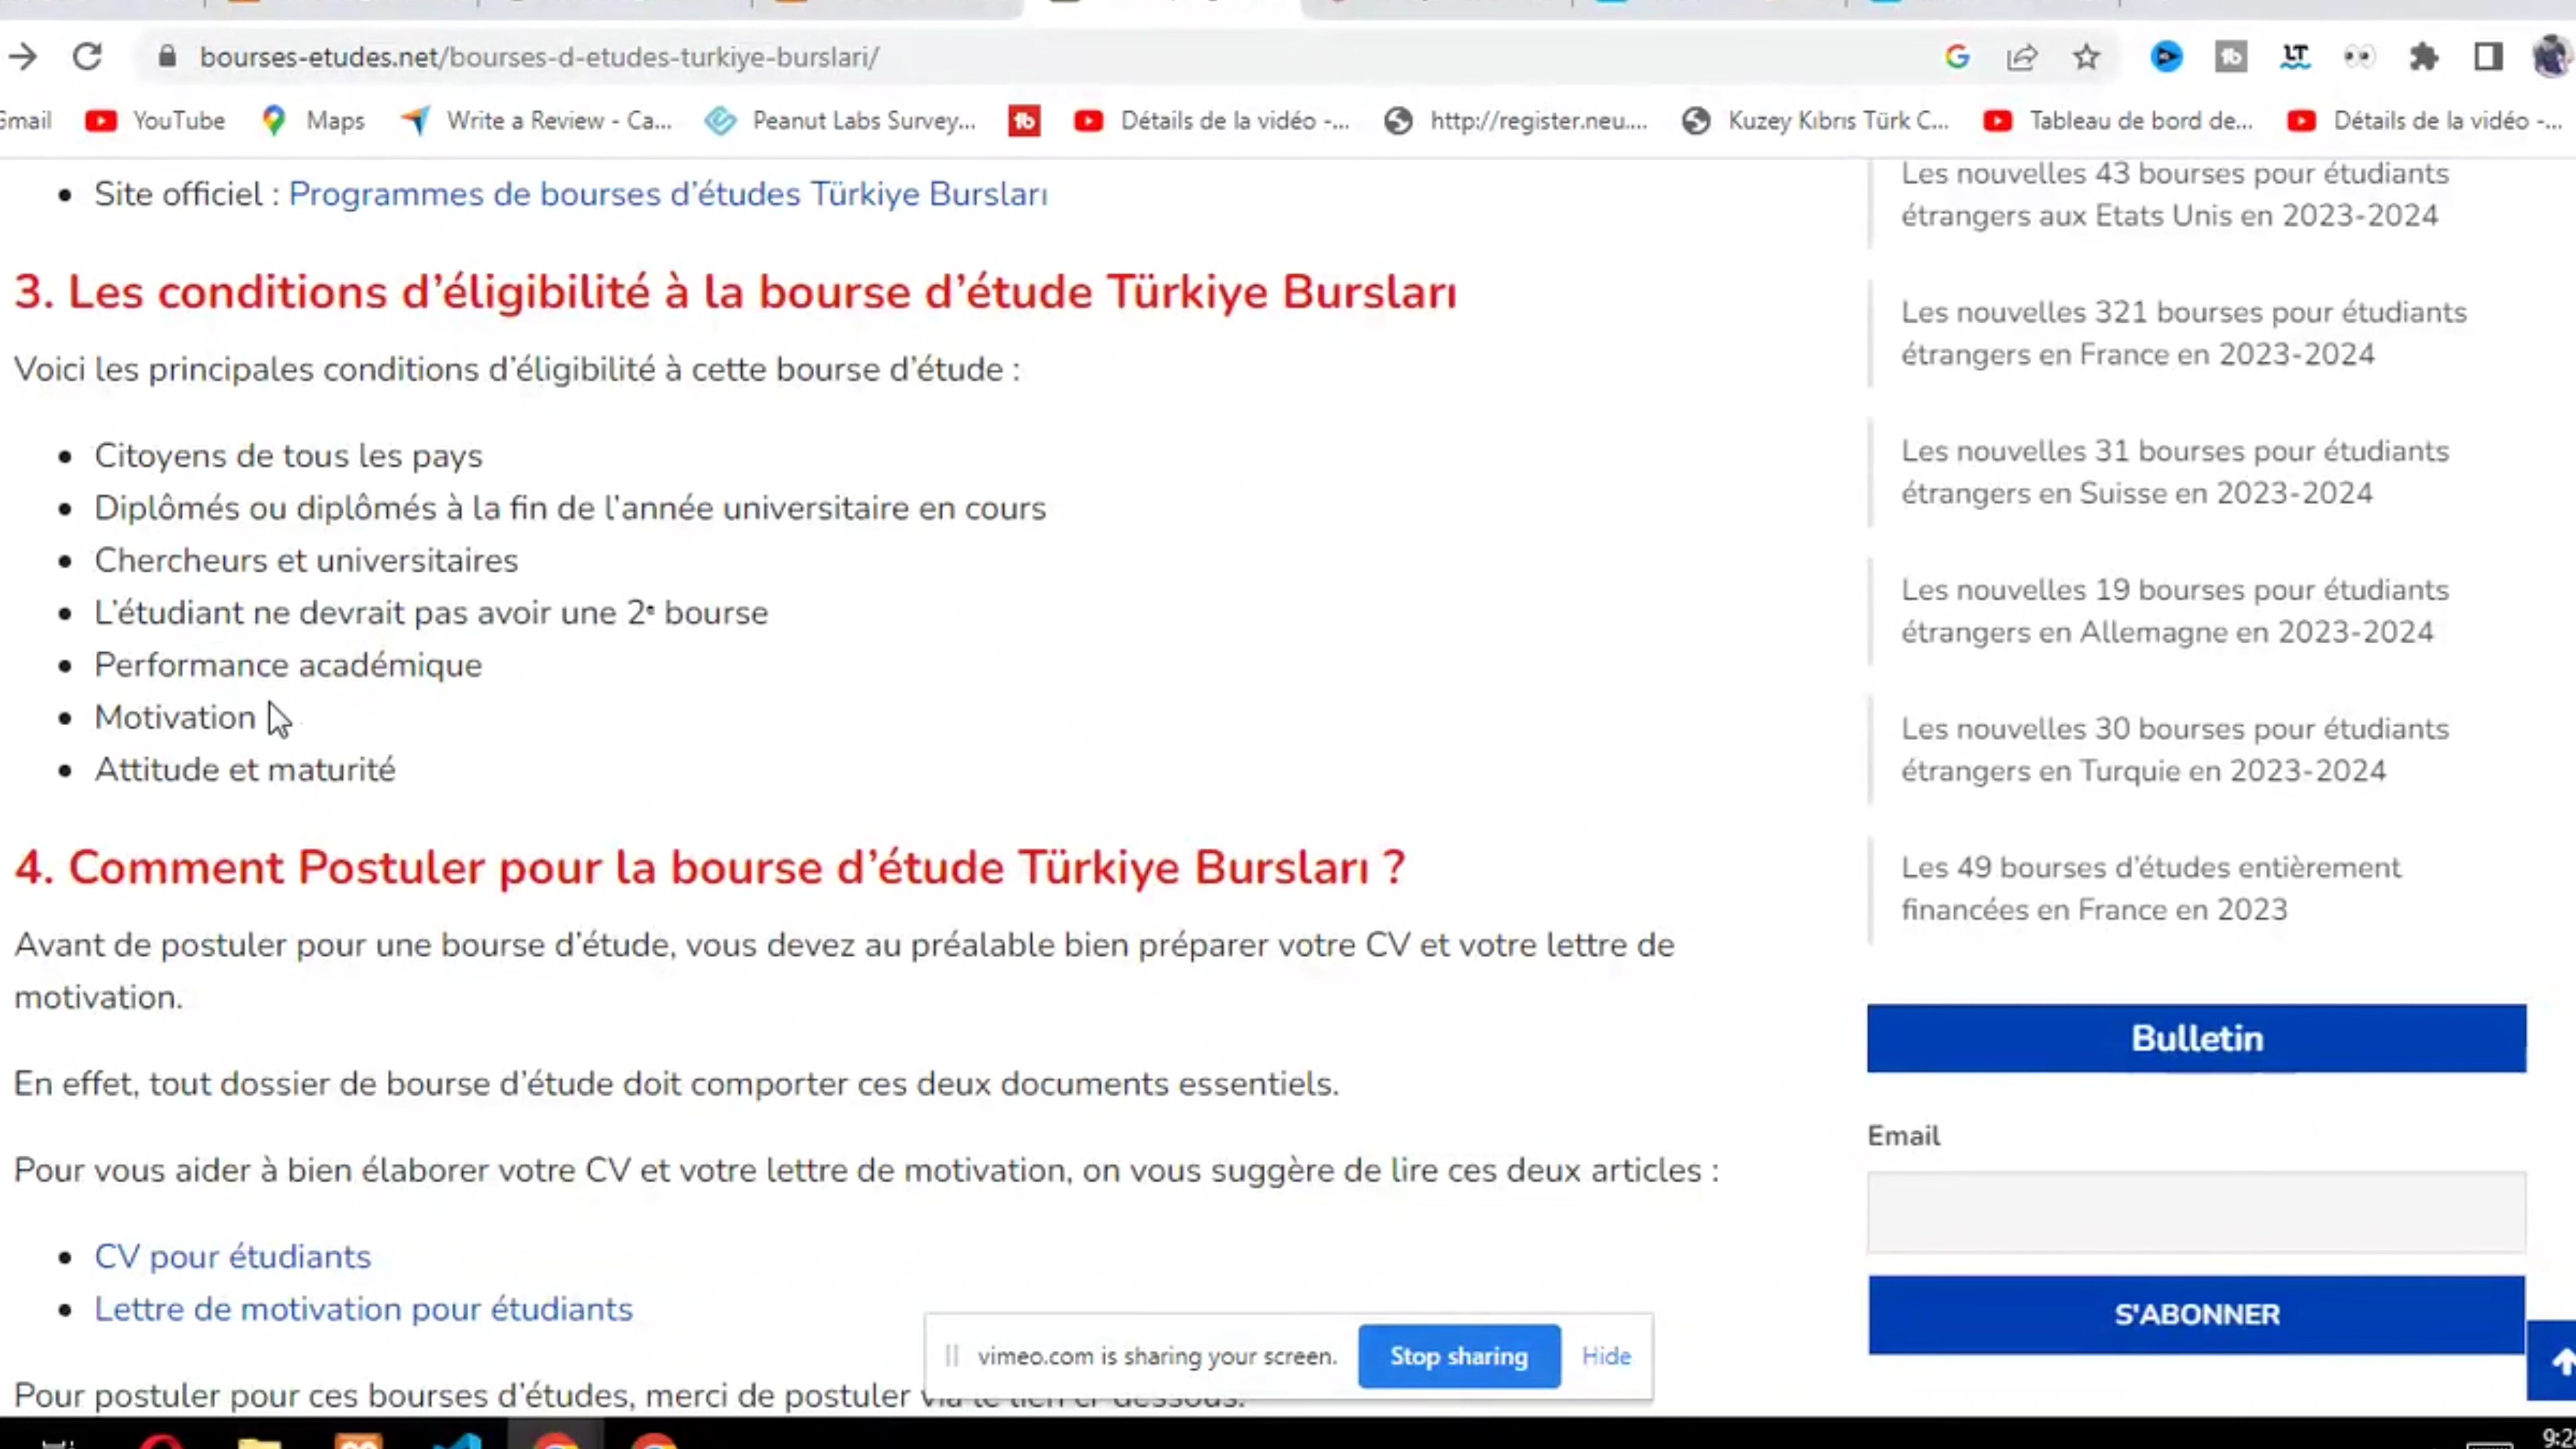 bourses-etudes.net/bourses-d-etudes-turkiye-burslari/
Gmail YouTube Maps Write a Review - Ca... Peanut Labs Survey... Détails de la vidéo -... http://register.neu.... Kuzey Kıbrıs Türk C... Tableau de bord de... Détails de la vidéo -...
• Site officiel : Programmes de bourses d’études Türkiye Bursları
3. Les conditions d’éligibilité à la bourse d’étude Türkiye Bursları
Voici les principales conditions d’éligibilité à cette bourse d’étude :
• Citoyens de tous les pays
• Diplômés ou diplômés à la fin de l’année universitaire en cours
• Chercheurs et universitaires
• L’étudiant ne devrait pas avoir une 2e bourse
• Performance académique
• Motivation
• Attitude et maturité
4. Comment Postuler pour la bourse d’étude Türkiye Bursları ?
Avant de postuler pour une bourse d’étude, vous devez au préalable bien préparer votre CV et votre lettre de
motivation.
En effet, tout dossier de bourse d’étude doit comporter ces deux documents essentiels.
Pour vous aider à bien élaborer votre CV et votre lettre de motivation, on vous suggère de lire ces deux articles :
• CV pour étudiants
• Lettre de motivation pour étudiants
Pour postuler pour ces bourses d’études, merci de postuler via le lien ci-dessous.
Les nouvelles 43 bourses pour étudiants
étrangers aux Etats Unis en 2023-2024
Les nouvelles 321 bourses pour étudiants
étrangers en France en 2023-2024
Les nouvelles 31 bourses pour étudiants
étrangers en Suisse en 2023-2024
Les nouvelles 19 bourses pour étudiants
étrangers en Allemagne en 2023-2024
Les nouvelles 30 bourses pour étudiants
étrangers en Turquie en 2023-2024
Les 49 bourses d’études entièrement
financées en France en 2023
Bulletin
Email
S'ABONNER
vimeo.com is sharing your screen. Stop sharing Hide